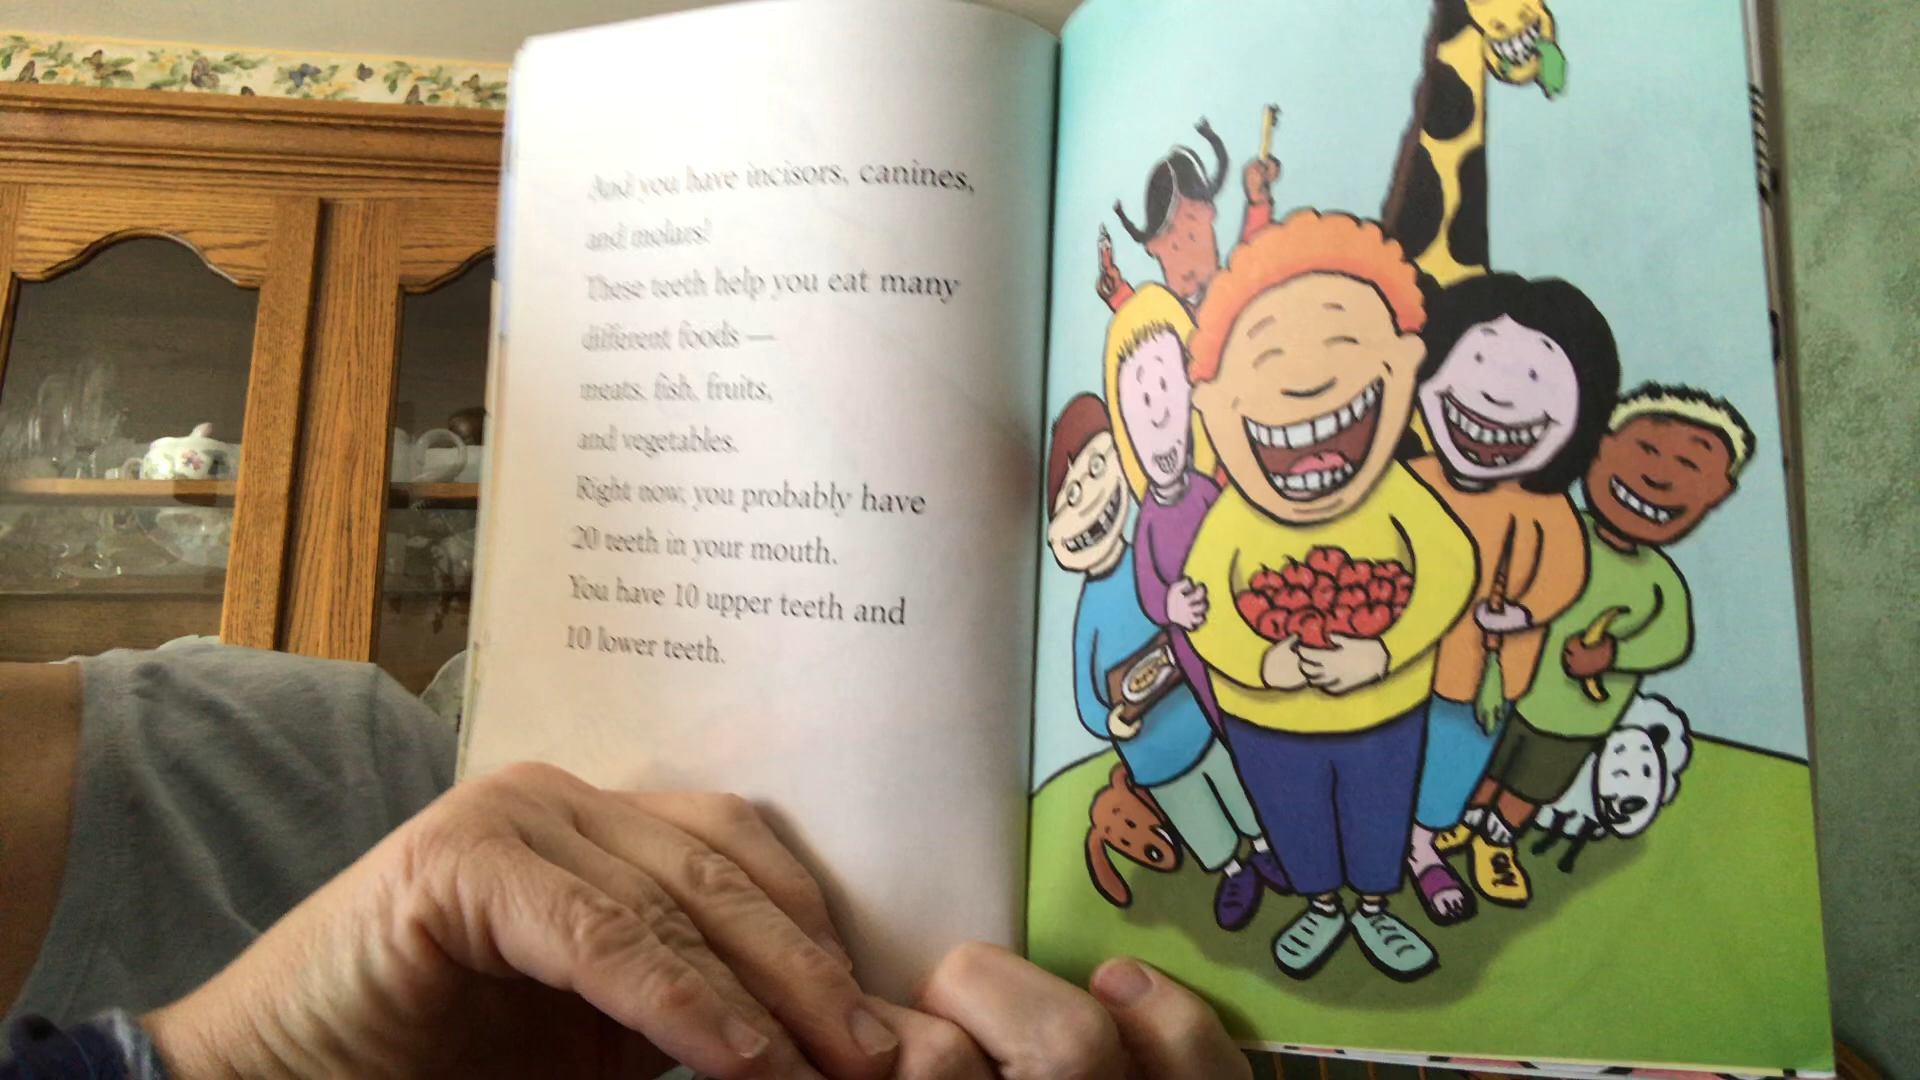 And you have incisors, canines,
and molars!
These teeth help you eat many
different foods —
meats, fish, fruits,
and vegetables.
Right now, you probably have
20 teeth in your mouth.
You have 10 upper teeth and
10 lower teeth.